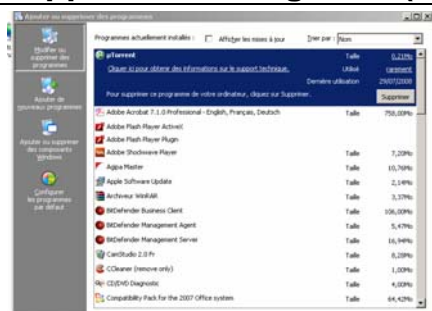 Ajouter ou supprimer des programmes
Modifier ou
supprimer des
programmes
Ajouter de
nouveaux programmes
Ajouter ou supprimer
des composants
Windows
Configurer
les programmes
par défaut
Programmes actuellement installés : Afficher les mises à jour Trier par : Nom
µTorrent Taille 0,21Mo
Cliquer ici pour obtenir des informations sur le support technique. Utilisé rarement
Dernière utilisation 29/07/2008
Pour supprimer ce programme de votre ordinateur, cliquez sur Supprimer. Supprimer
Adobe Acrobat 7.1.0 Professional - English, Français, Deutsch Taille 758,00Mo
Adobe Flash Player ActiveX
Adobe Flash Player Plugin
Adobe Shockwave Player Taille 7,20Mo
Agipa Master Taille 10,76Mo
Apple Software Update Taille 2,14Mo
Archiveur WinRAR Taille 3,37Mo
BitDefender Business Client Taille 106,00Mo
BitDefender Management Agent Taille 5,47Mo
BitDefender Management Server Taille 16,94Mo
CamStudio 2.0 Fr Taille 8,28Mo
CCleaner (remove only) Taille 1,00Mo
CD/DVD Diagnostic Taille 4,00Mo
Compatibility Pack for the 2007 Office system Taille 64,42Mo